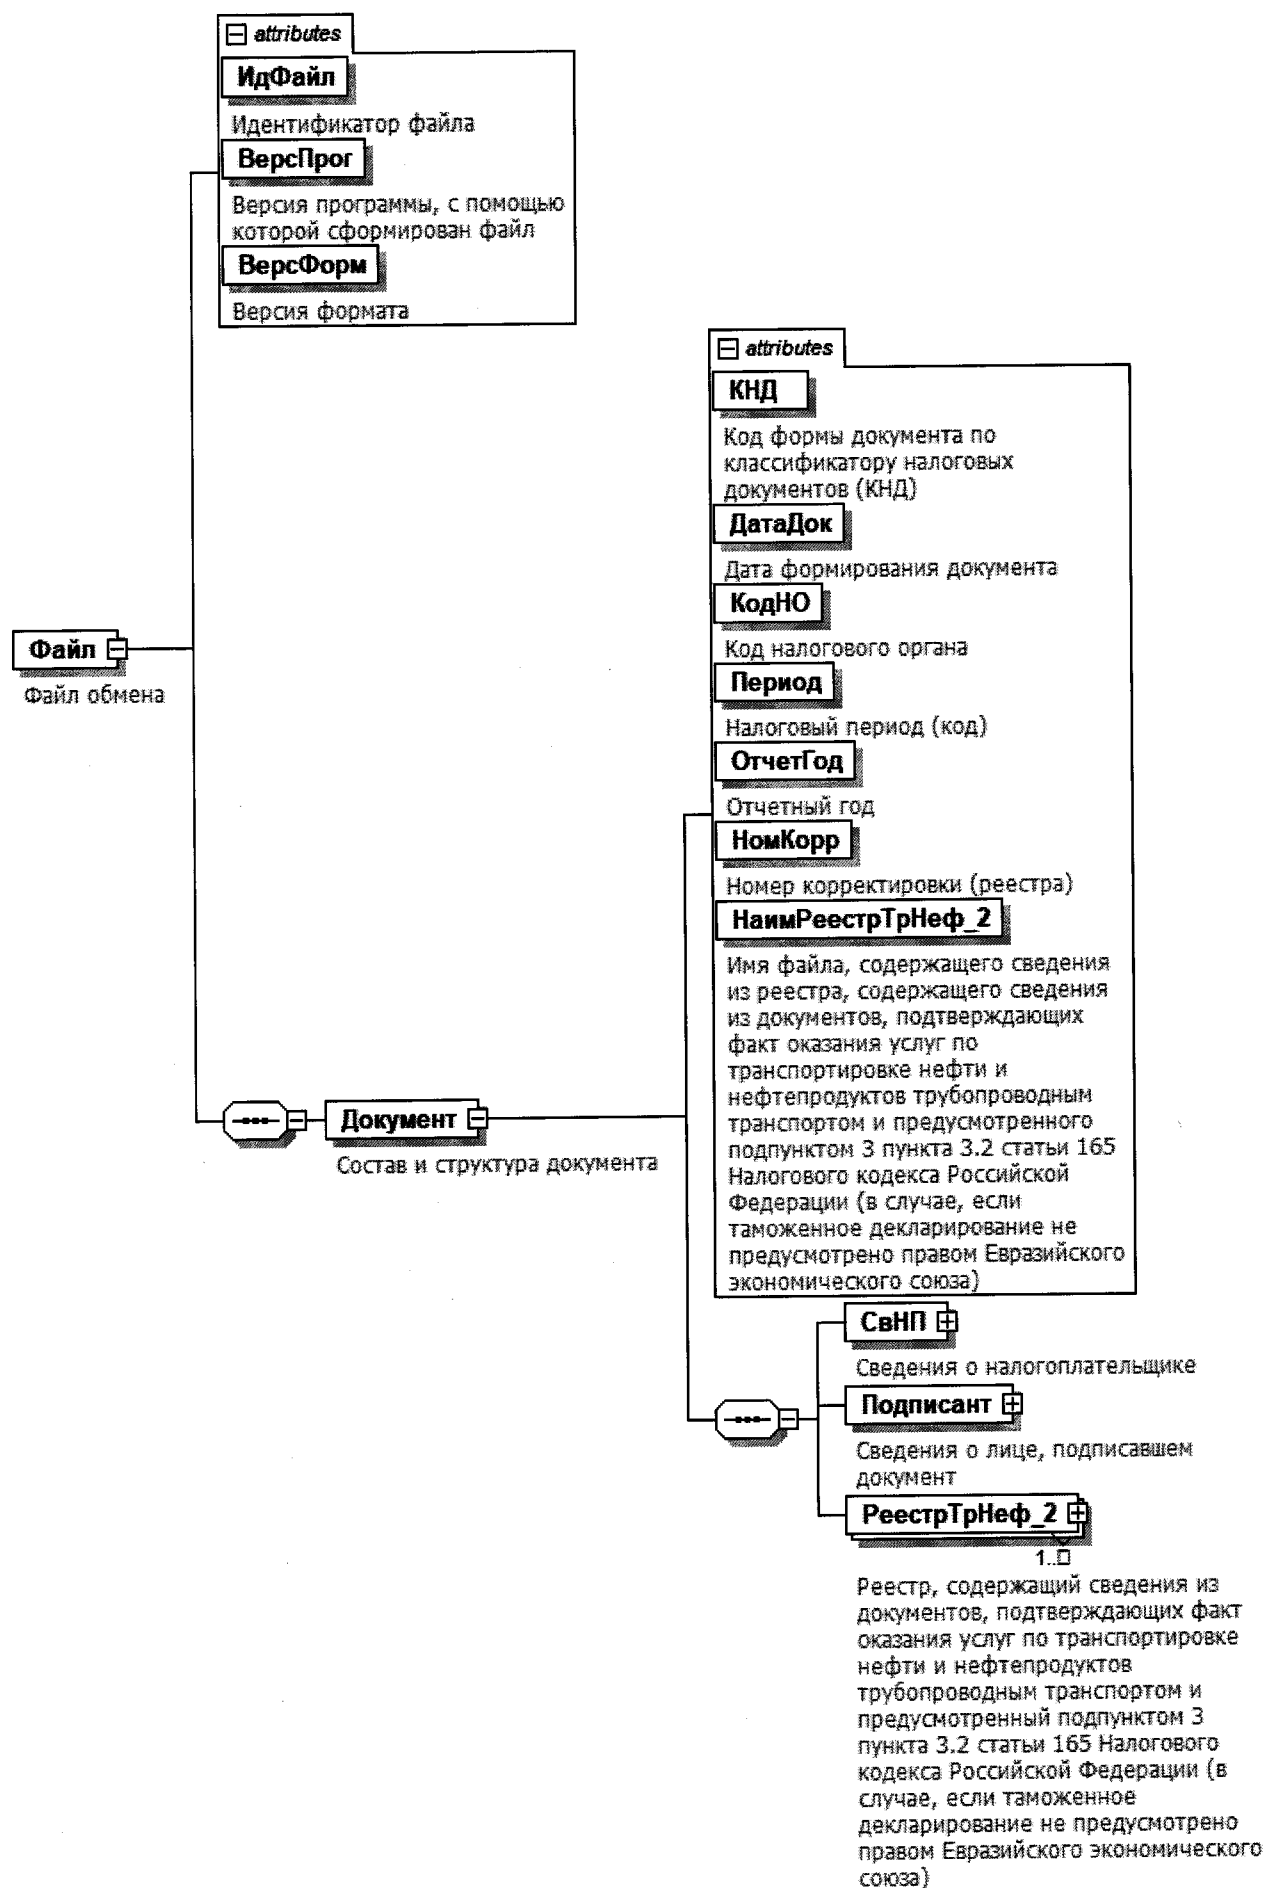 attributes
ИдФайл
Идентификатор файла
ВерсПрог
Версия программы, с помощью
которой сформирован файл
ВерсФорм
Версия формата
Файл
Файл обмена
Документ
Состав и структура документа
attributes
КНД
Код формы документа по
классификатору налоговых
документов (КНД)
ДатаДок
Дата формирования документа
КодНО
Код налогового органа
Период
Налоговый период (код)
ОтчетГод
Отчетный год
НомКорр
Номер корректировки (реестра)
НаимРеестрТрНеф_2
Имя файла, содержащего сведения
из реестра, содержащего сведения
из документов, подтверждающих
факт оказания услуг по
транспортировке нефти и
нефтепродуктов трубопроводным
транспортом и предусмотренного
подпунктом 3 пункта 3.2 статьи 165
Налогового кодекса Российской
Федерации (в случае, если
таможенное декларирование не
предусмотрено правом Евразийского
экономического союза)
СвНП
Сведения о налогоплательщике
Подписант
Сведения о лице, подписавшем
документ
РеестрТрНеф_2
1..□
Реестр, содержащий сведения из
документов, подтверждающих факт
оказания услуг по транспортировке
нефти и нефтепродуктов
трубопроводным транспортом и
предусмотренный подпунктом 3
пункта 3.2 статьи 165 Налогового
кодекса Российской Федерации (в
случае, если таможенное
декларирование не предусмотрено
правом Евразийского экономического
союза)